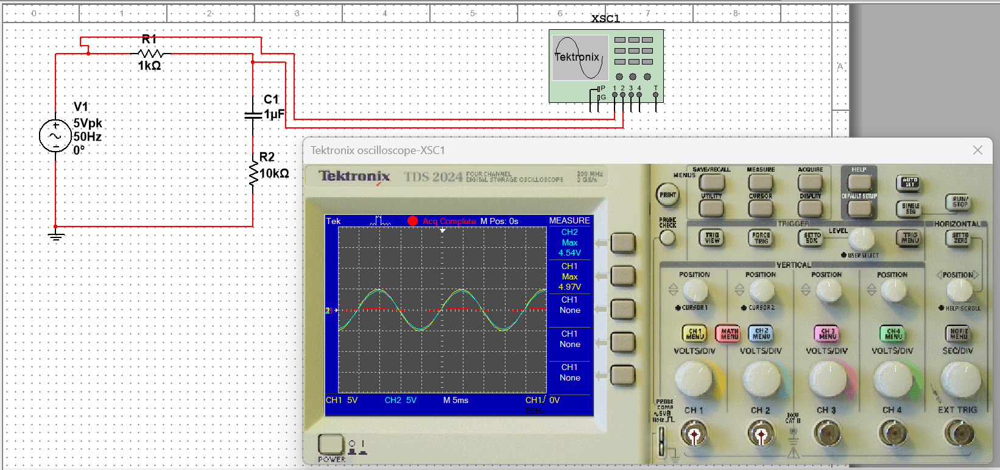 0 1 2 3 4 5 6 7 8
A
XSC1
R1
1kΩ
V1
5Vpk
50Hz
0°
C1
1µF
R2
10kΩ
Tektronix
P
G
1 2 3 4 T
Tektronix oscilloscope-XSC1
Tektronix TDS 2024 FOUR CHANNEL
DIGITAL STORAGE OSCILLOSCOPE
200 MHz
2 GS/s
Tek Acq Complete M Pos: 0s MEASURE
CH2
Max
4.54V
CH1
Max
4.97V
CH1
None
CH1
None
CH1
None
CH1 5V CH2 5V M 5ms CH1 0V
50Hz
POWER
MENUS
SAVE/RECALL MEASURE ACQUIRE
UTILITY CURSOR DISPLAY
HELP
DEFAULT SETUP
AUTO
SET
SINGLE
SEQ
RUN/
STOP
PRINT
PROBE
CHECK
TRIGGER
TRIG
VIEW
FORCE
TRIG
SET TO
50%
LEVEL
USER SELECT
TRIG
MENU
HORIZONTAL
SET TO
ZERO
VERTICAL
POSITION POSITION POSITION POSITION POSITION
CURSOR 1 CURSOR 2 HELP SCROLL
CH 1
MENU
MATH
MENU
CH 2
MENU
CH 3
MENU
CH4
MENU
HORIZ
MENU
VOLTS/DIV VOLTS/DIV VOLTS/DIV VOLTS/DIV SEC/DIV
PROBE
COMP
~5V@
1kHz
CH 1 CH 2 CH 3 CH 4 EXT TRIG
300V
CAT II